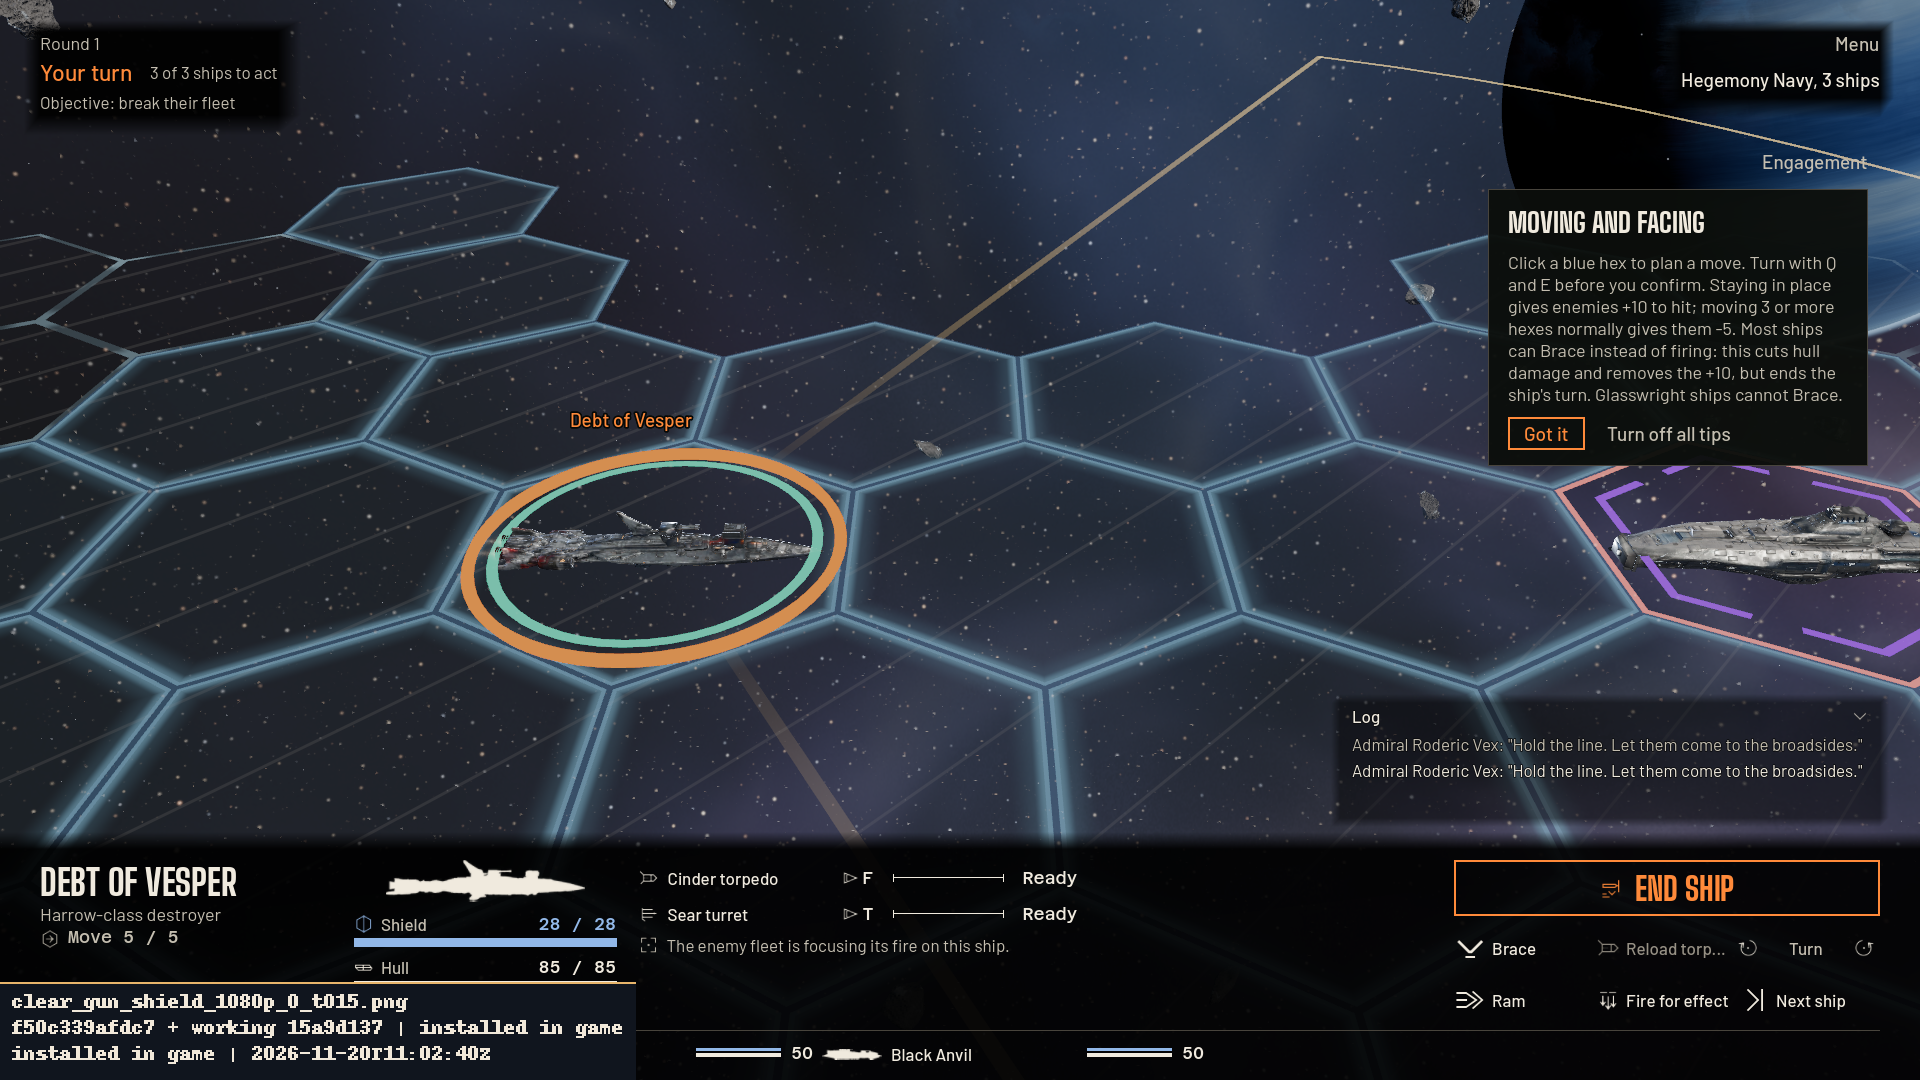 Round 1
Your turn 3 of 3 ships to act
Objective: break their fleet
Menu
Hegemony Navy, 3 ships
Engagement
MOVING AND FACING
Click a blue hex to plan a move. Turn with Q
and E before you confirm. Staying in place
gives enemies +10 to hit; moving 3 or more
hexes normally gives them -5. Most ships
can Brace instead of firing: this cuts hull
damage and removes the +10, but ends the
ship's turn. Glasswright ships cannot Brace.
Got it Turn off all tips
Debt of Vesper
Log
Admiral Roderic Vex: "Hold the line. Let them come to the broadsides."
Admiral Roderic Vex: "Hold the line. Let them come to the broadsides."
DEBT OF VESPER
Harrow-class destroyer
Move 5 / 5
Shield 28 / 28
Hull 85 / 85
Cinder torpedo F Ready
Sear turret T Ready
The enemy fleet is focusing its fire on this ship.
END SHIP
Brace Reload torp... Turn
Ram Fire for effect Next ship
clear_gun_shield_1080p_0_t015.png
f50c339afdc7 + working 15a9d137 | installed in game
installed in game | 2026-11-20T11:02:40Z
50 Black Anvil 50